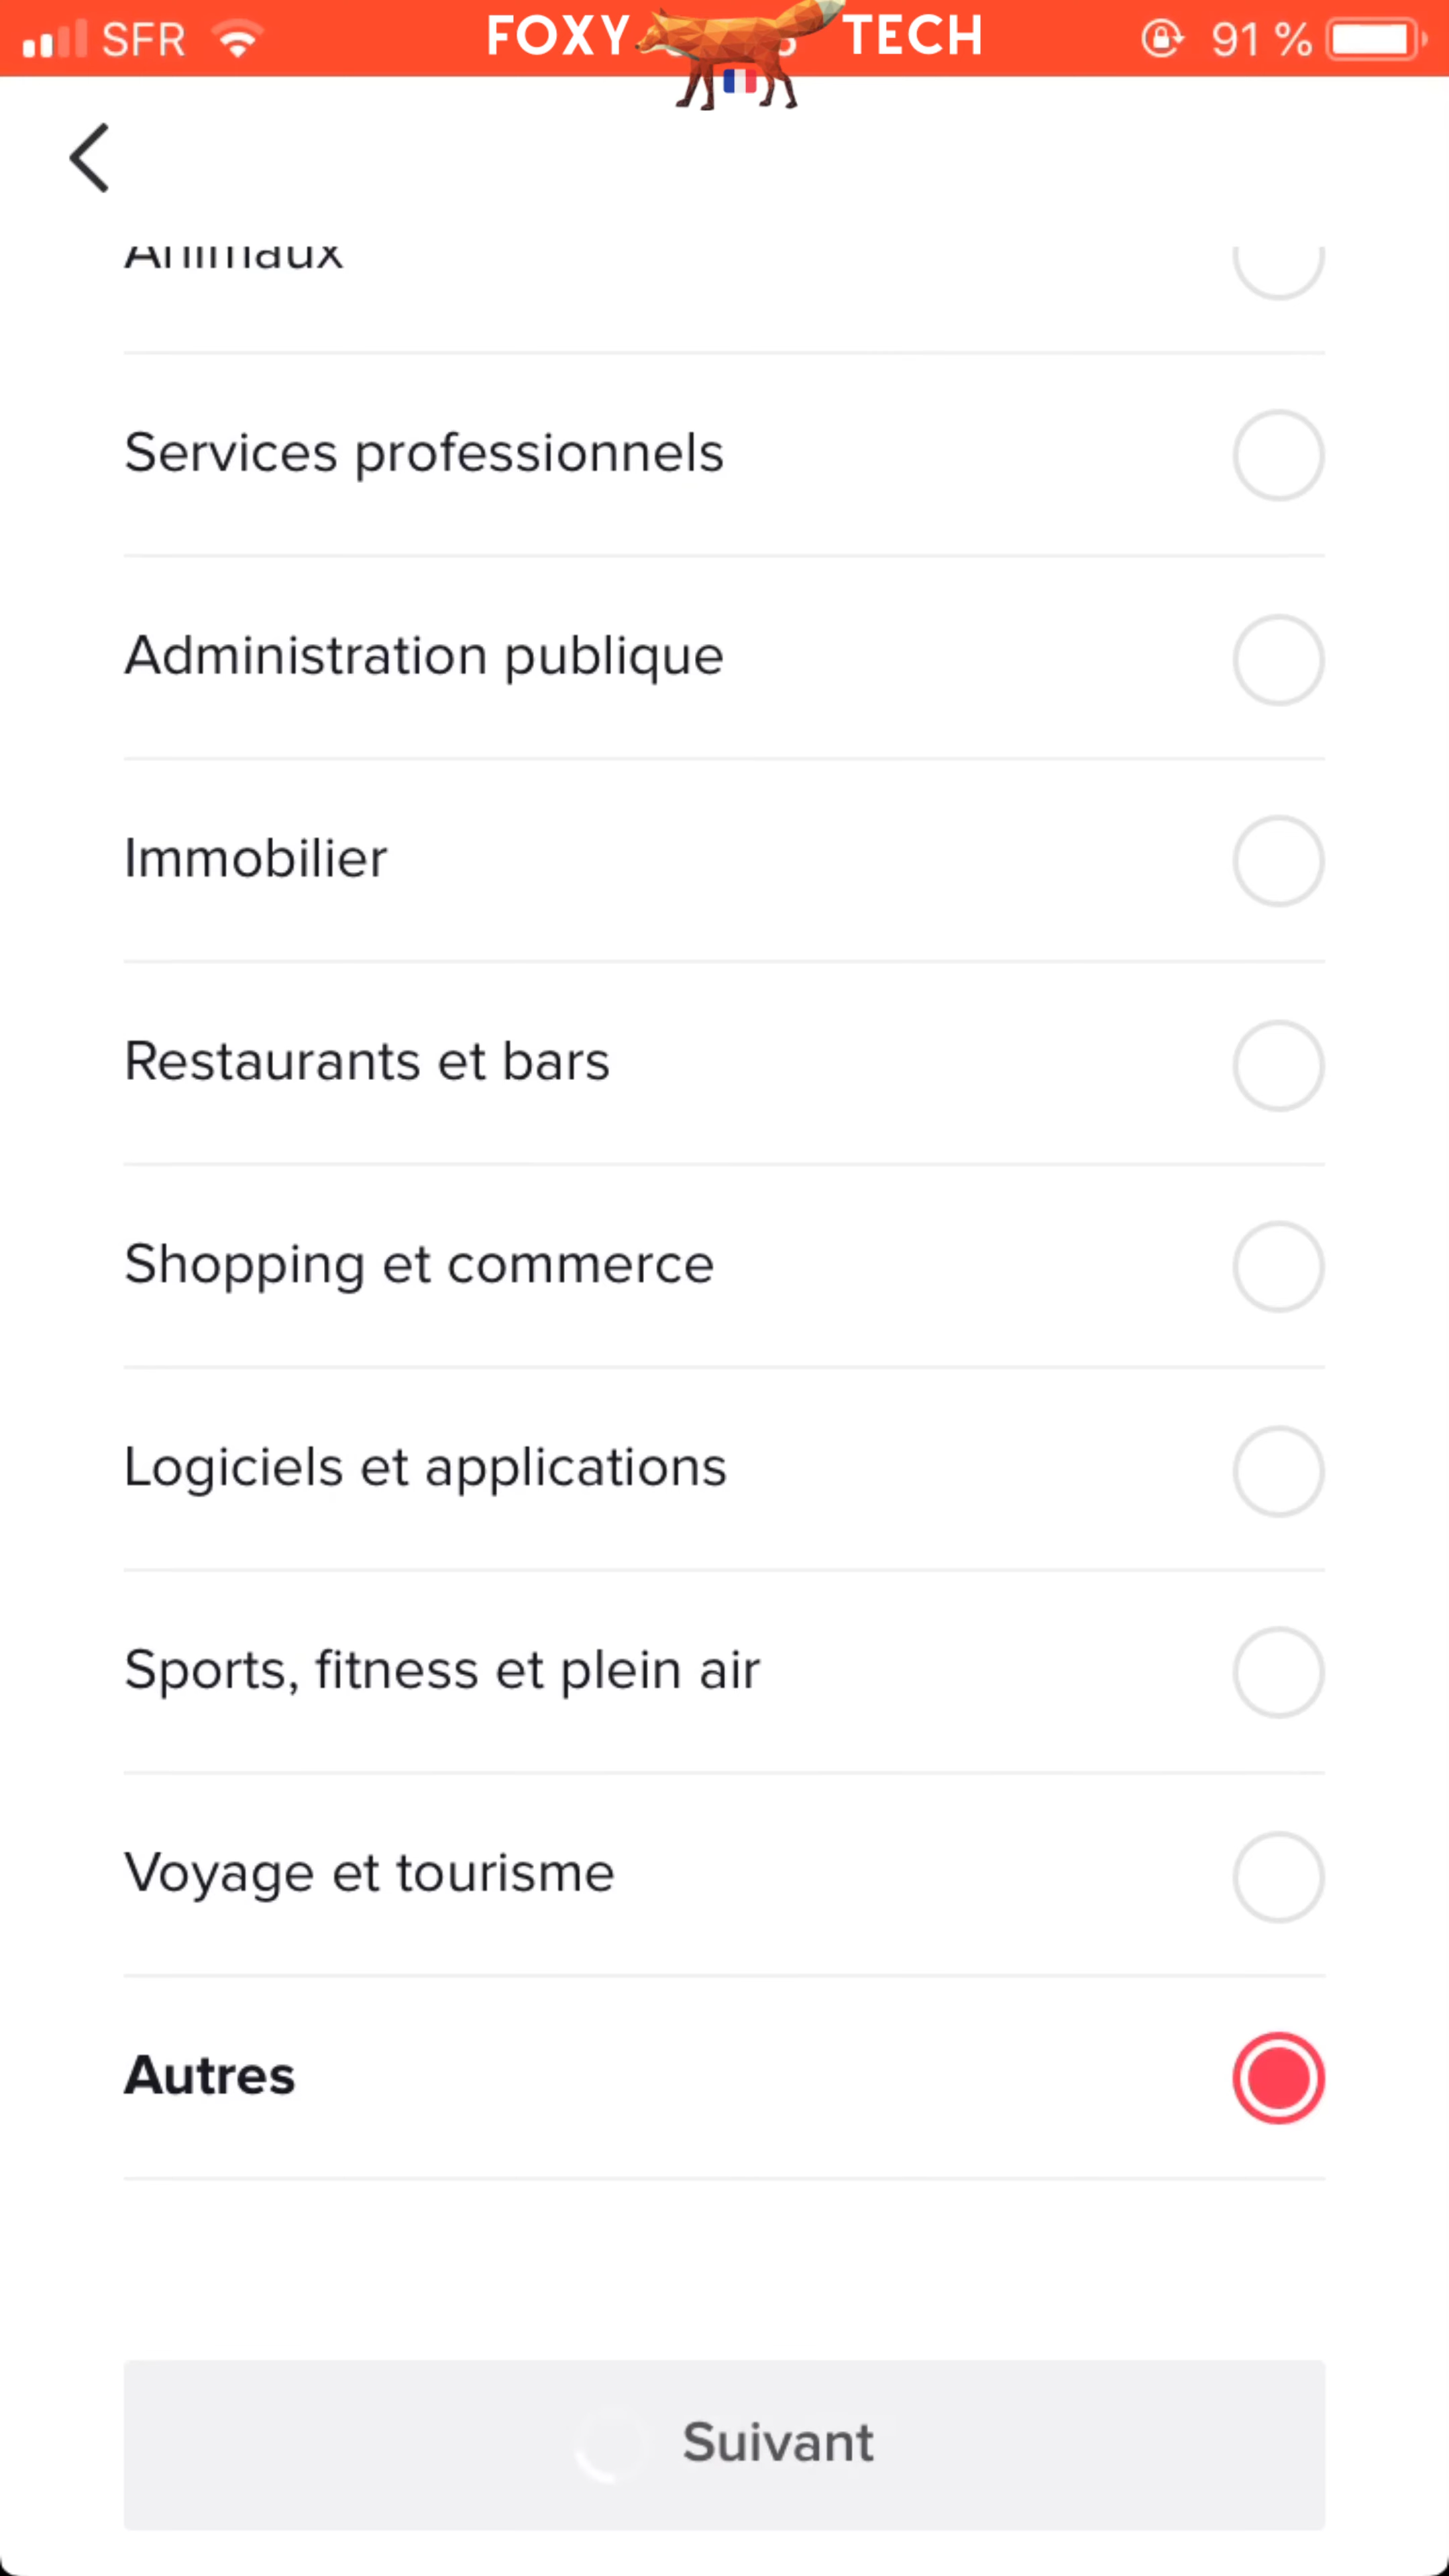 SFR FOXY TECH 91 %
Animaux
Services professionnels
Administration publique
Immobilier
Restaurants et bars
Shopping et commerce
Logiciels et applications
Sports, fitness et plein air
Voyage et tourisme
Autres
Suivant